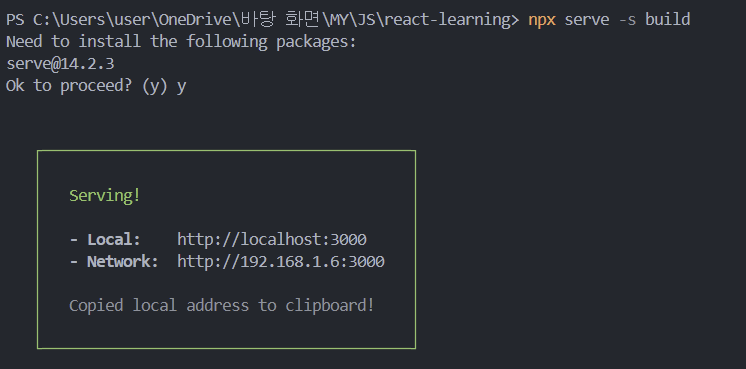 PS C:\Users\user\OneDrive\바탕 화면\MY\JS\react-learning> npx serve -s build
Need to install the following packages:
serve@14.2.3
Ok to proceed? (y) y
Serving!
- Local: http://localhost:3000
- Network: http://192.168.1.6:3000
Copied local address to clipboard!